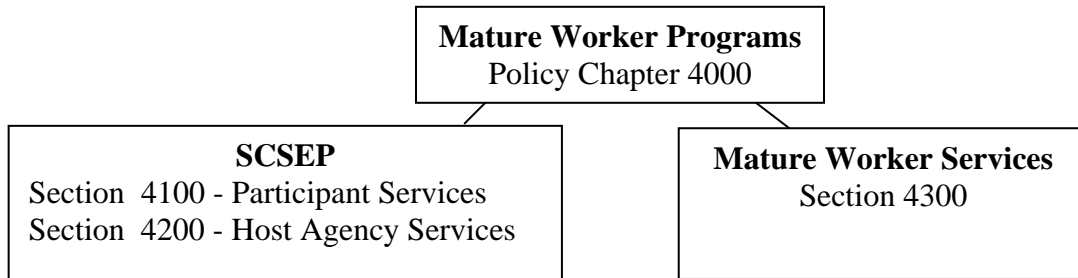 Mature Worker Programs
Policy Chapter 4000
SCSEP
Section 4100 - Participant Services
Section 4200 - Host Agency Services
Mature Worker Services
Section 4300